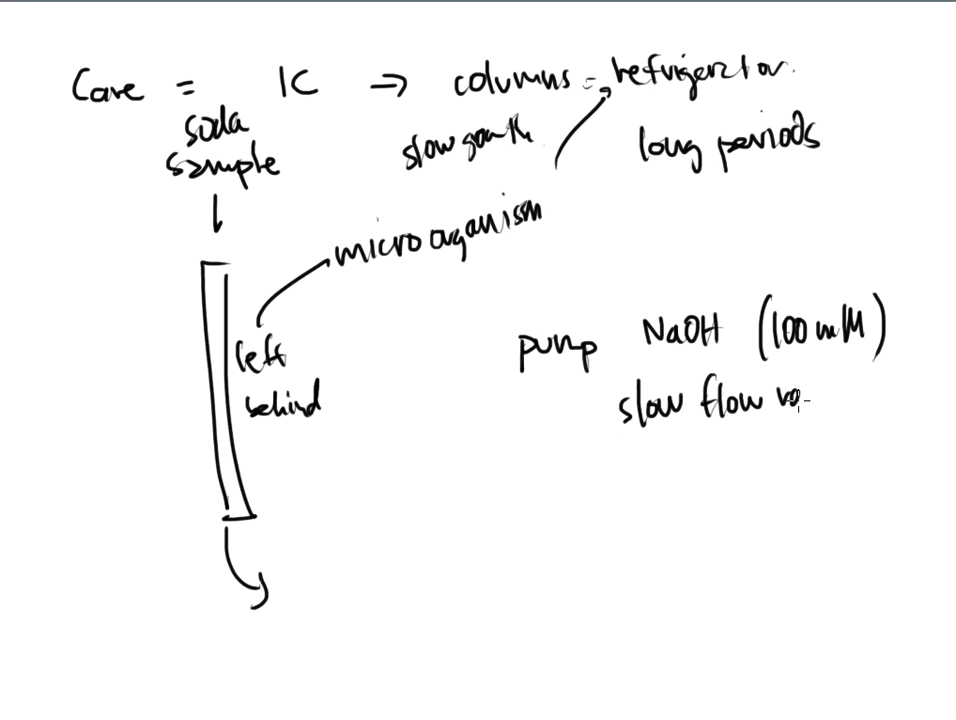 Care = IC → columns = refrigerator
soda
sample
slow growth
long periods
microorganism
left
behind
pump NaOH (100 mM)
slow flow